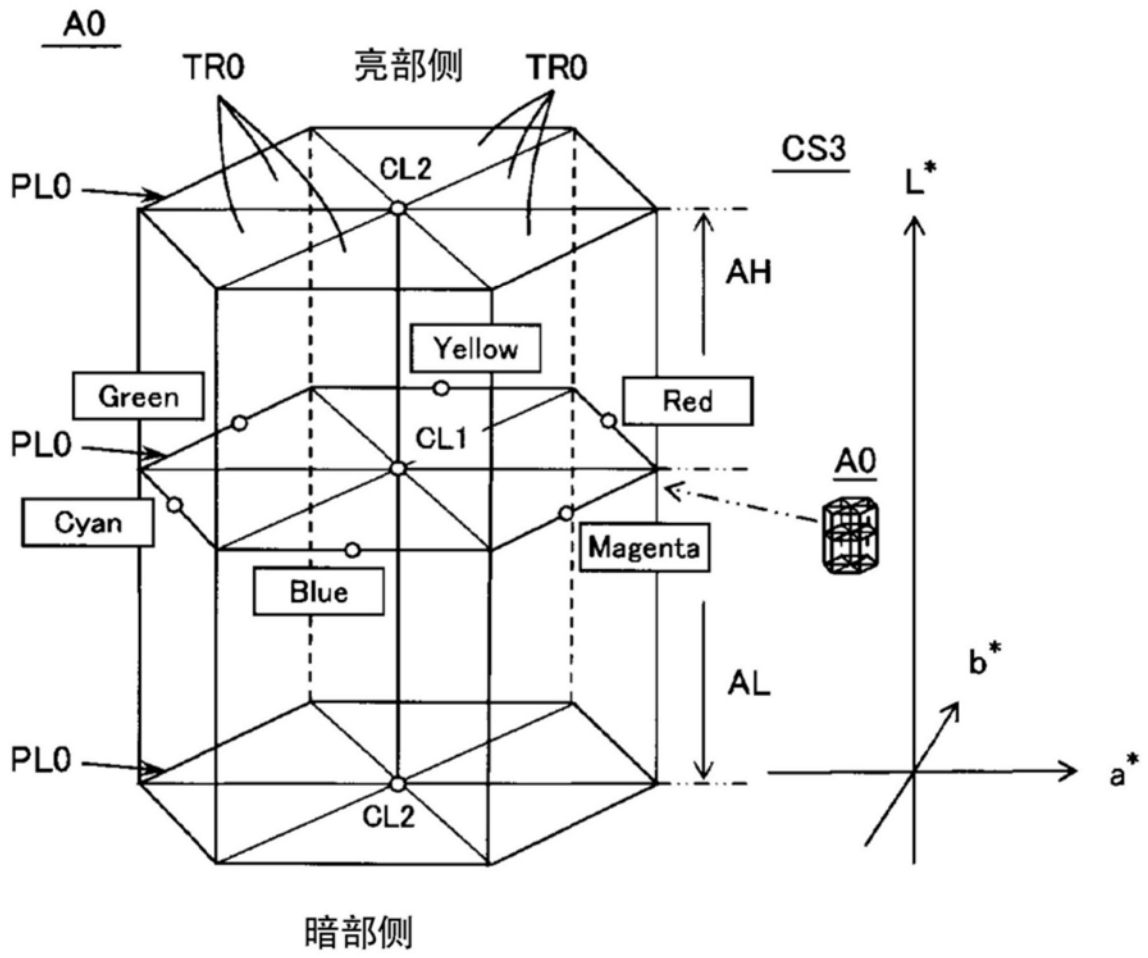 A0
TR0
亮部侧
TR0
CS3
PL0
CL2
L*
AH
Yellow
Green
Red
PL0
CL1
A0
Cyan
Magenta
Blue
b*
AL
PL0
a*
CL2
暗部侧